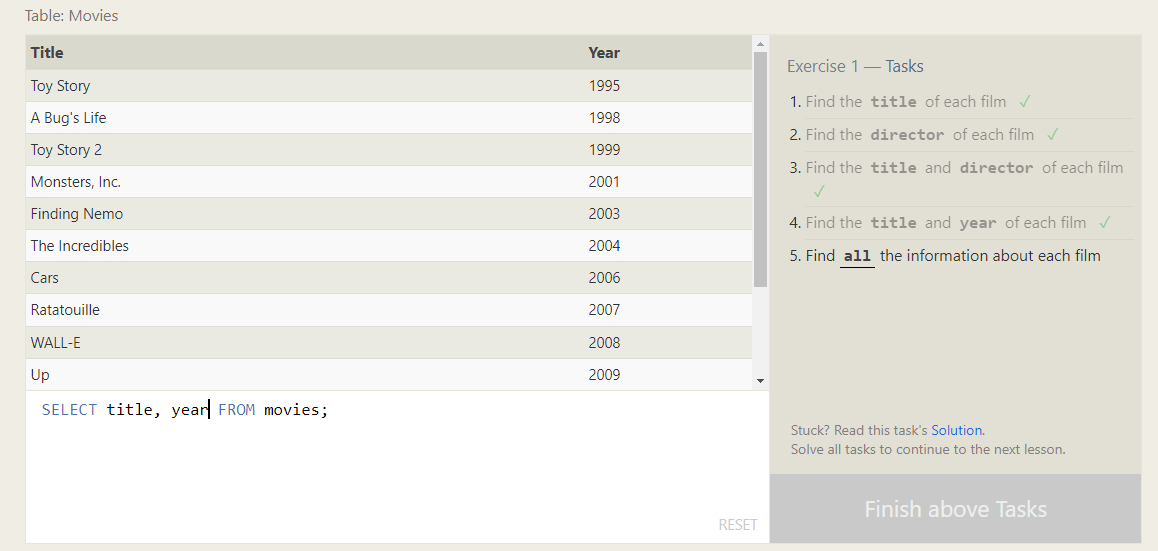 Table: Movies
Title Year
Toy Story 1995
A Bug's Life 1998
Toy Story 2 1999
Monsters, Inc. 2001
Finding Nemo 2003
The Incredibles 2004
Cars 2006
Ratatouille 2007
WALL-E 2008
Up 2009
SELECT title, year FROM movies;
RESET
Exercise 1 — Tasks
1. Find the title of each film ✓
2. Find the director of each film ✓
3. Find the title and director of each film
✓
4. Find the title and year of each film ✓
5. Find all the information about each film
Stuck? Read this task's Solution.
Solve all tasks to continue to the next lesson.
Finish above Tasks